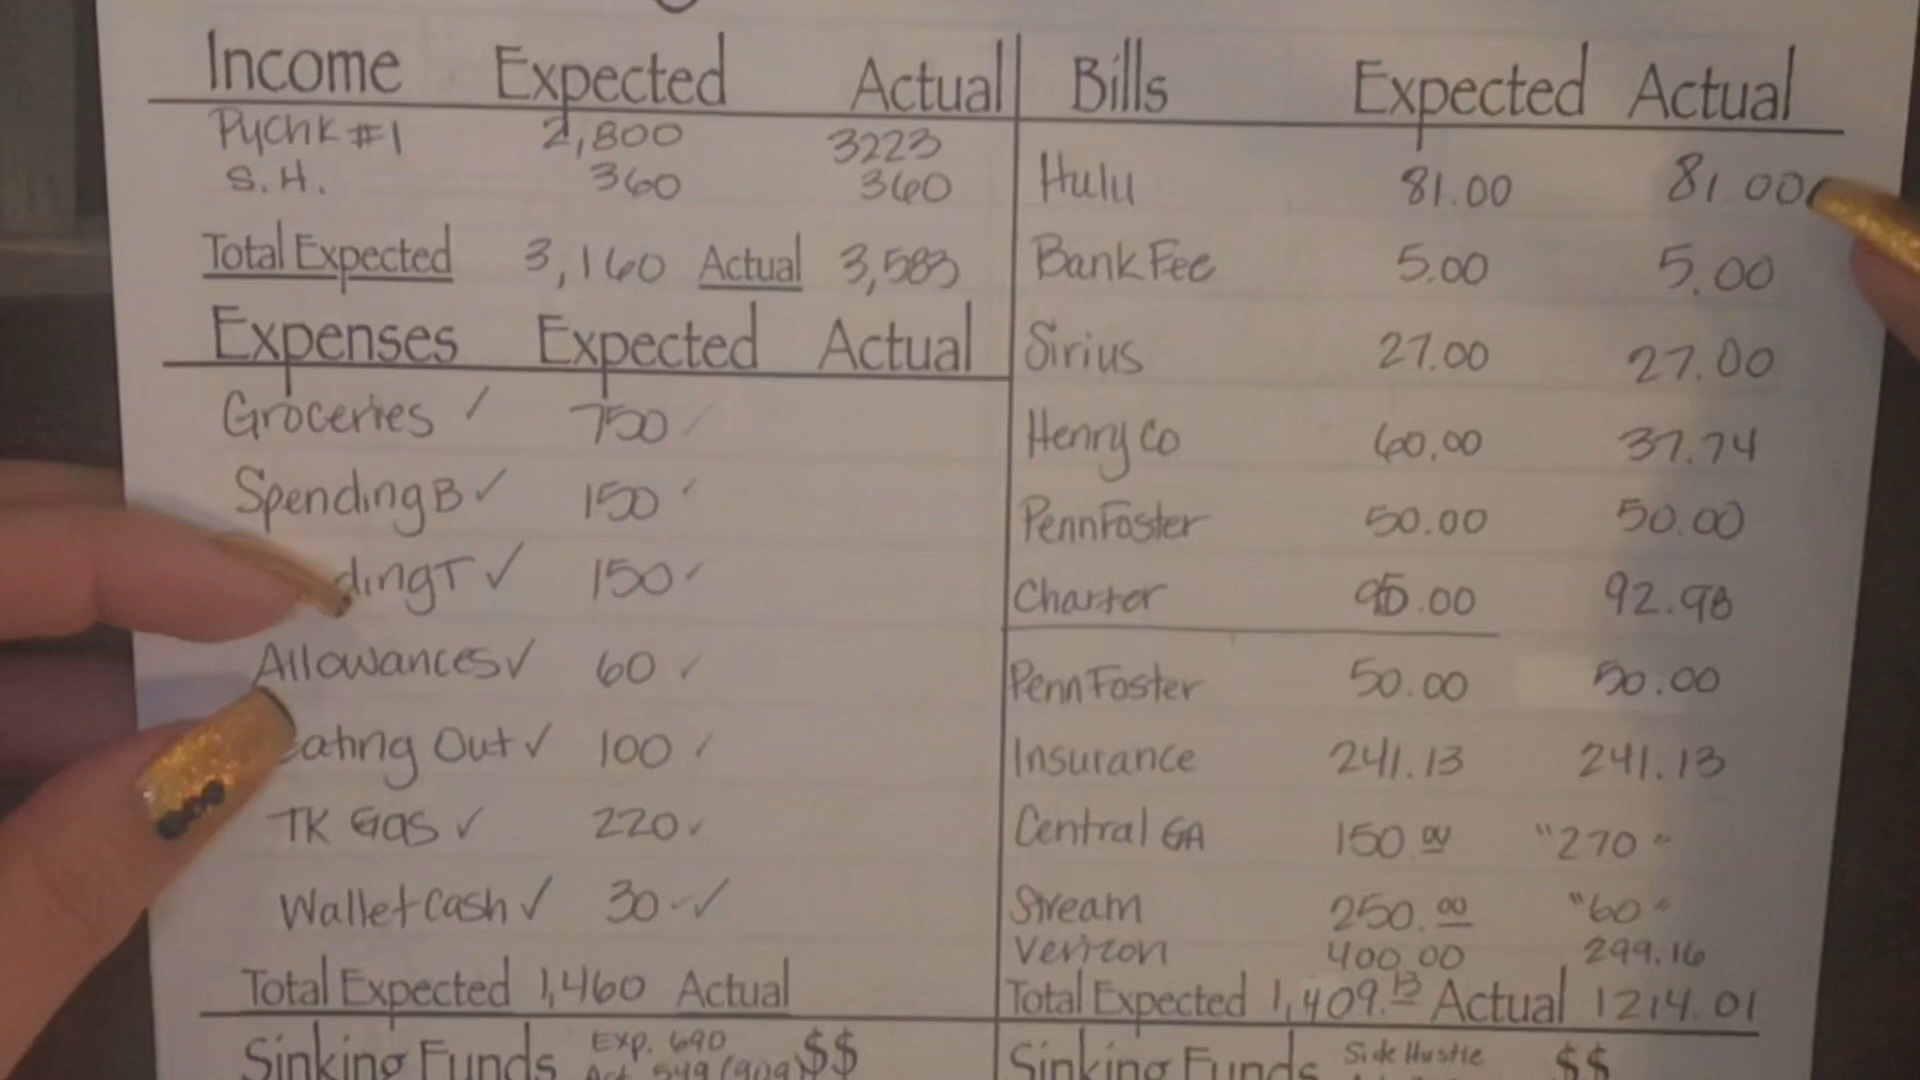 Income Expected Actual
Pychk #1 2,800 3223
S.H. 360 360
Total Expected 3,160 Actual 3,583
Expenses Expected Actual
Groceries ✓ 750 ✓
Spending B ✓ 150 ✓
dingT ✓ 150 ✓
Allowances ✓ 60 ✓
ating Out ✓ 100 ✓
TK Gas ✓ 220 ✓
Wallet Cash ✓ 30 - ✓
Total Expected 1,460 Actual
Sinking Funds Exp. 690 $$
Act. 549 (909)
Bills Expected Actual
Hulu 81.00 81.00
Bank Fee 5.00 5.00
Sirius 27.00 27.00
Henry Co 60.00 37.74
Penn Foster 50.00 50.00
Charter 95.00 92.98
Penn Foster 50.00 50.00
Insurance 241.13 241.13
Central GA 150.00 "270"
Stream 250.00 "60"
Verizon 400.00 299.16
Total Expected 1,409.13 Actual 1214.01
Sinking Funds Side Hustle $$